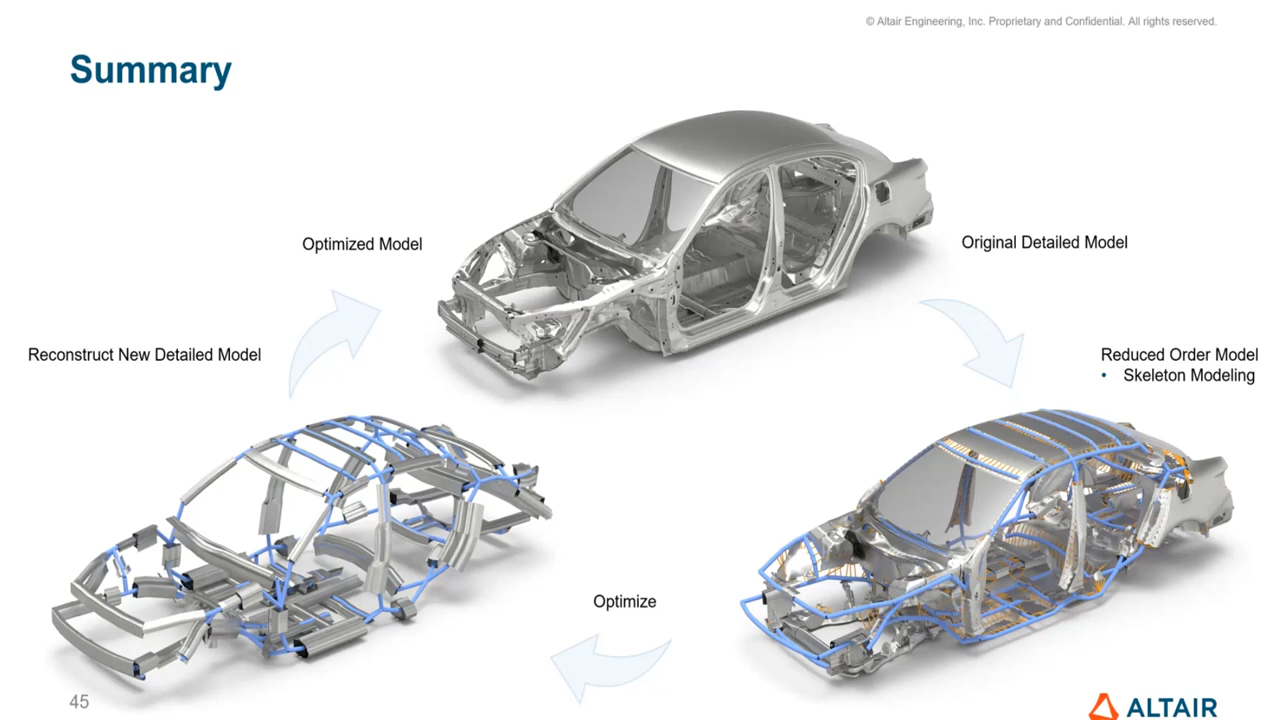 © Altair Engineering, Inc. Proprietary and Confidential. All rights reserved.
Summary
Optimized Model
Original Detailed Model
Reconstruct New Detailed Model
Reduced Order Model
• Skeleton Modeling
Optimize
45
ALTAIR